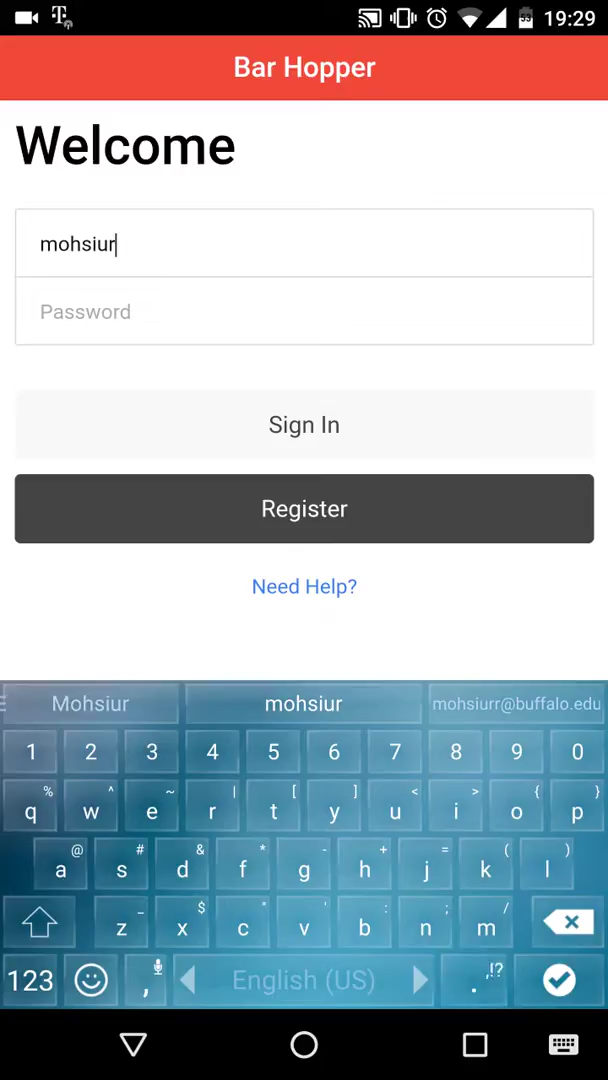 19:29
Bar Hopper
Welcome
mohsiur
Password
Sign In
Register
Need Help?
Mohsiur mohsiur mohsiurr@buffalo.edu
1 2 3 4 5 6 7 8 9 0
% ^ ~ | [ ] < > { }
q w e r t y u i o p
@ # & * - + = ( )
a s d f g h j k l
_ $ " ' : ; /
z x c v b n m
123 , English (US) . ,!?